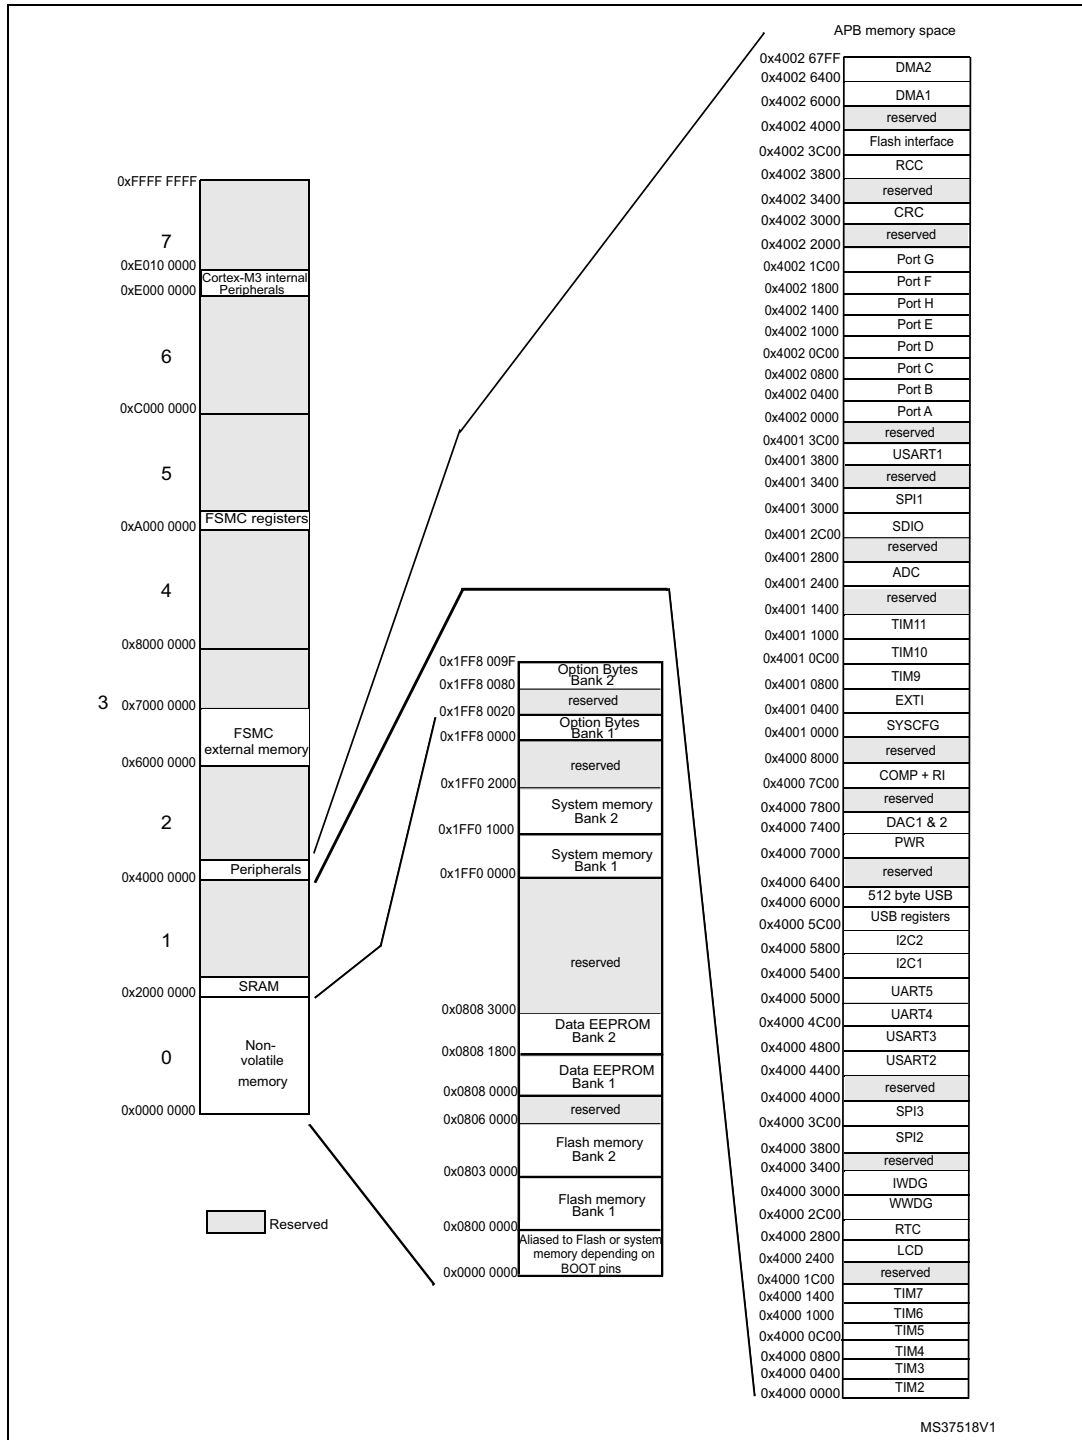 APB memory space
0x4002 67FF
DMA2
0x4002 6400
DMA1
0x4002 6000
reserved
0x4002 4000
Flash interface
0x4002 3C00
RCC
0x4002 3800
reserved
0x4002 3400
CRC
0x4002 3000
reserved
0x4002 2000
Port G
0x4002 1C00
Port F
0x4002 1800
Port H
0x4002 1400
Port E
0x4002 1000
Port D
0x4002 0C00
Port C
0x4002 0800
Port B
0x4002 0400
Port A
0x4002 0000
reserved
0x4001 3C00
USART1
0x4001 3800
reserved
0x4001 3400
SPI1
0x4001 3000
SDIO
0x4001 2C00
reserved
0x4001 2800
ADC
0x4001 2400
reserved
0x4001 1400
TIM11
0x4001 1000
TIM10
0x4001 0C00
TIM9
0x4001 0800
EXTI
0x4001 0400
SYSCFG
0x4001 0000
reserved
0x4000 8000
COMP + RI
0x4000 7C00
reserved
0x4000 7800
DAC1 & 2
0x4000 7400
PWR
0x4000 7000
reserved
0x4000 6400
512 byte USB
0x4000 6000
USB registers
0x4000 5C00
I2C2
0x4000 5800
I2C1
0x4000 5400
UART5
0x4000 5000
UART4
0x4000 4C00
USART3
0x4000 4800
USART2
0x4000 4400
reserved
0x4000 4000
SPI3
0x4000 3C00
SPI2
0x4000 3800
reserved
0x4000 3400
IWDG
0x4000 3000
WWDG
0x4000 2C00
RTC
0x4000 2800
LCD
0x4000 2400
reserved
0x4000 1C00
TIM7
0x4000 1400
TIM6
0x4000 1000
TIM5
0x4000 0C00
TIM4
0x4000 0800
TIM3
0x4000 0400
TIM2
0x4000 0000
0xFFFF FFFF
7
0xE010 0000
Cortex-M3 internal
Peripherals
0xE000 0000
6
0xC000 0000
5
FSMC registers
0xA000 0000
4
0x8000 0000
3
0x7000 0000
FSMC
external memory
0x6000 0000
2
Peripherals
0x4000 0000
1
SRAM
0x2000 0000
0
Non-
volatile
memory
0x0000 0000
Reserved
0x1FF8 009F
Option Bytes
Bank 2
0x1FF8 0080
reserved
0x1FF8 0020
Option Bytes
Bank 1
0x1FF8 0000
reserved
0x1FF0 2000
System memory
Bank 2
0x1FF0 1000
System memory
Bank 1
0x1FF0 0000
reserved
0x0808 3000
Data EEPROM
Bank 2
0x0808 1800
Data EEPROM
Bank 1
0x0808 0000
reserved
0x0806 0000
Flash memory
Bank 2
0x0803 0000
Flash memory
Bank 1
0x0800 0000
Aliased to Flash or system
memory depending on
BOOT pins
0x0000 0000
MS37518V1